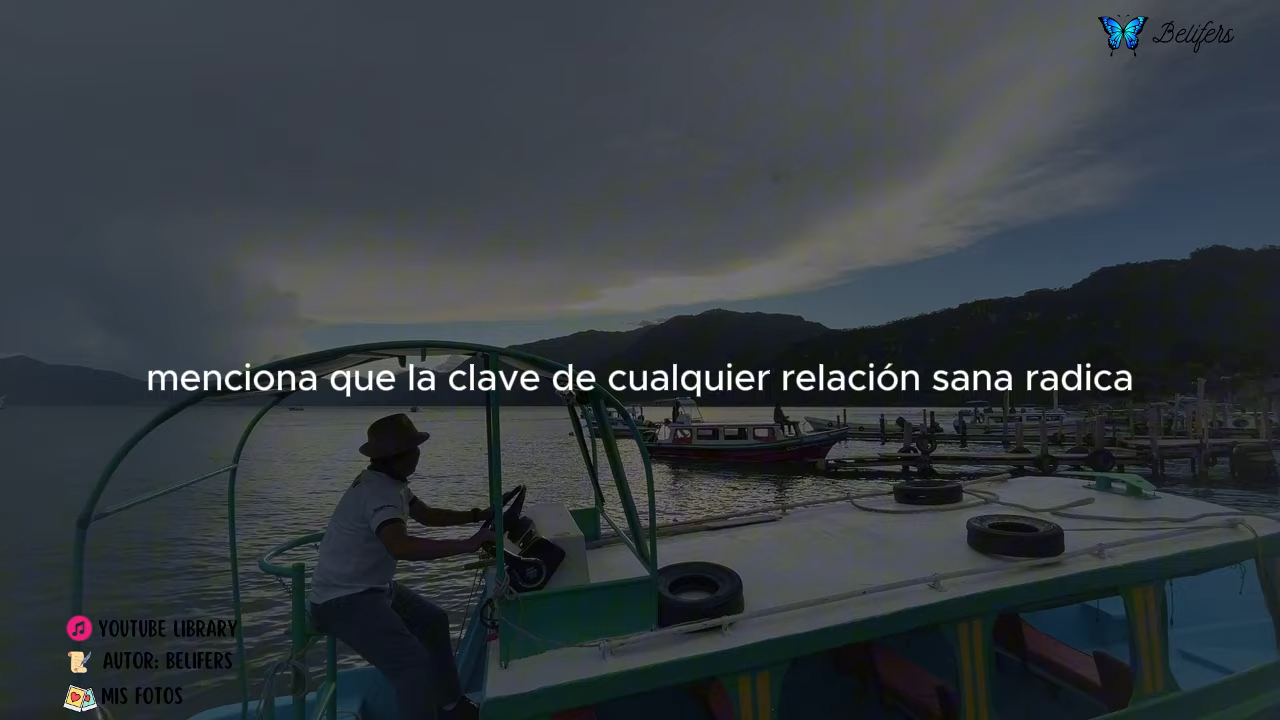 Belifers
menciona que la clave de cualquier relación sana radica
YOUTUBE LIBRARY
AUTOR: BELIFERS
MIS FOTOS